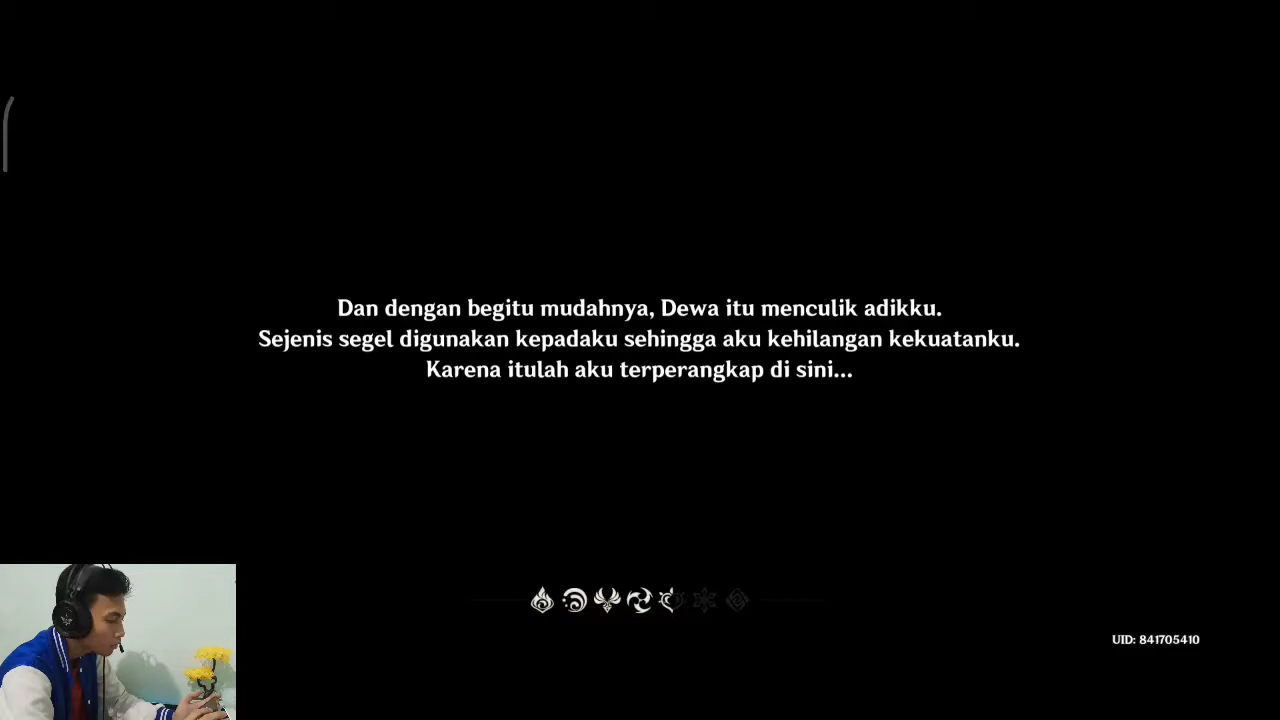 Dan dengan begitu mudahnya, Dewa itu menculik adikku.
Sejenis segel digunakan kepadaku sehingga aku kehilangan kekuatanku.
Karena itulah aku terperangkap di sini...
UID: 841705410